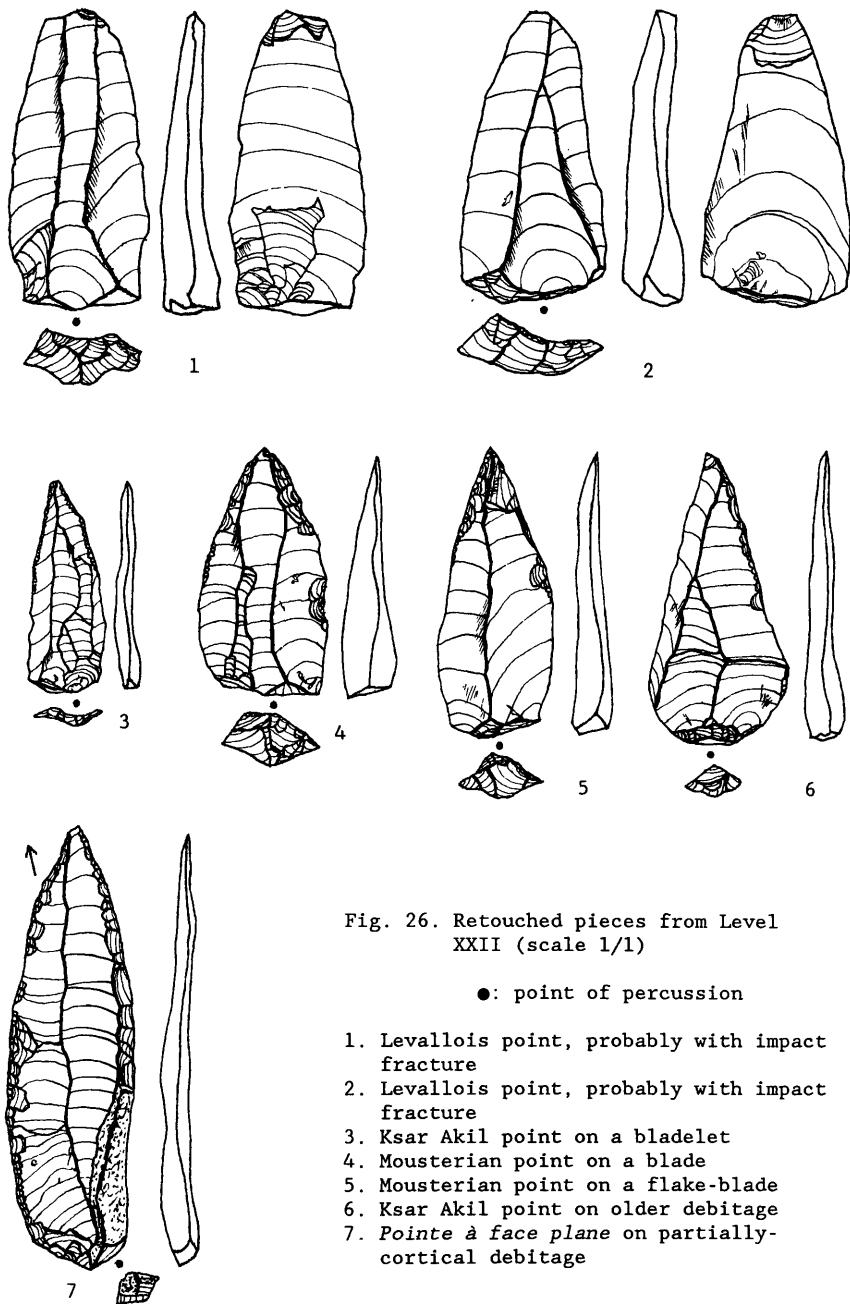 1
2
3
4
5
6
7
Fig. 26. Retouched pieces from Level
XXII (scale 1/1)
●: point of percussion
1. Levallois point, probably with impact
fracture
2. Levallois point, probably with impact
fracture
3. Ksar Akil point on a bladelet
4. Mousterian point on a blade
5. Mousterian point on a flake-blade
6. Ksar Akil point on older debitage
7. Pointe à face plane on partially-
cortical debitage